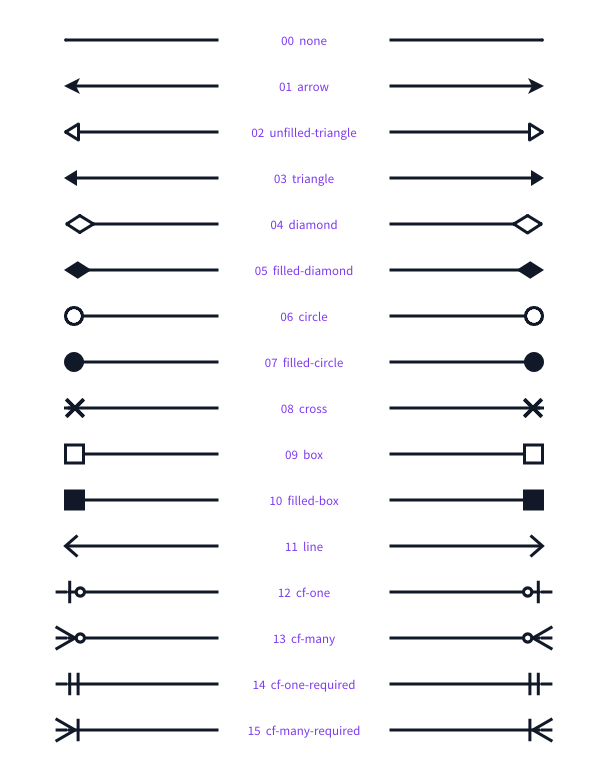 00 none
01 arrow
02 unfilled-triangle
03 triangle
04 diamond
05 filled-diamond
06 circle
07 filled-circle
08 cross
09 box
10 filled-box
11 line
12 cf-one
13 cf-many
14 cf-one-required
15 cf-many-required